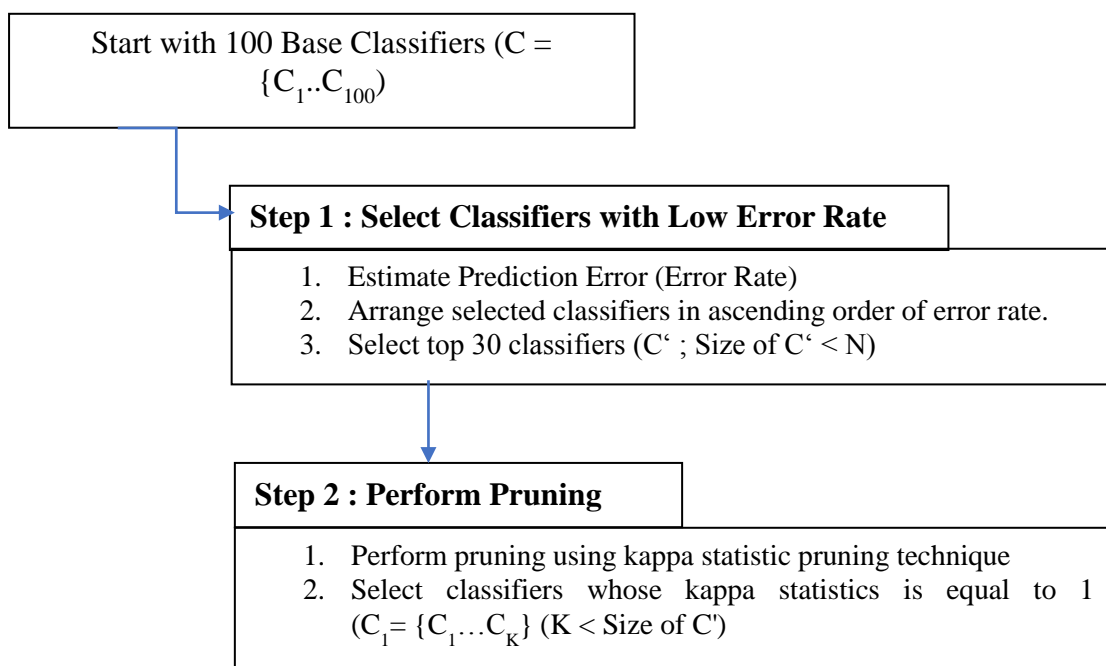 Start with 100 Base Classifiers (C =
{C₁..C₁₀₀)
Step 1 : Select Classifiers with Low Error Rate
1. Estimate Prediction Error (Error Rate)
2. Arrange selected classifiers in ascending order of error rate.
3. Select top 30 classifiers (C‘ ; Size of C‘ < N)
Step 2 : Perform Pruning
1. Perform pruning using kappa statistic pruning technique
2. Select classifiers whose kappa statistics is equal to 1
(C₁= {C₁…C_K} (K < Size of C')